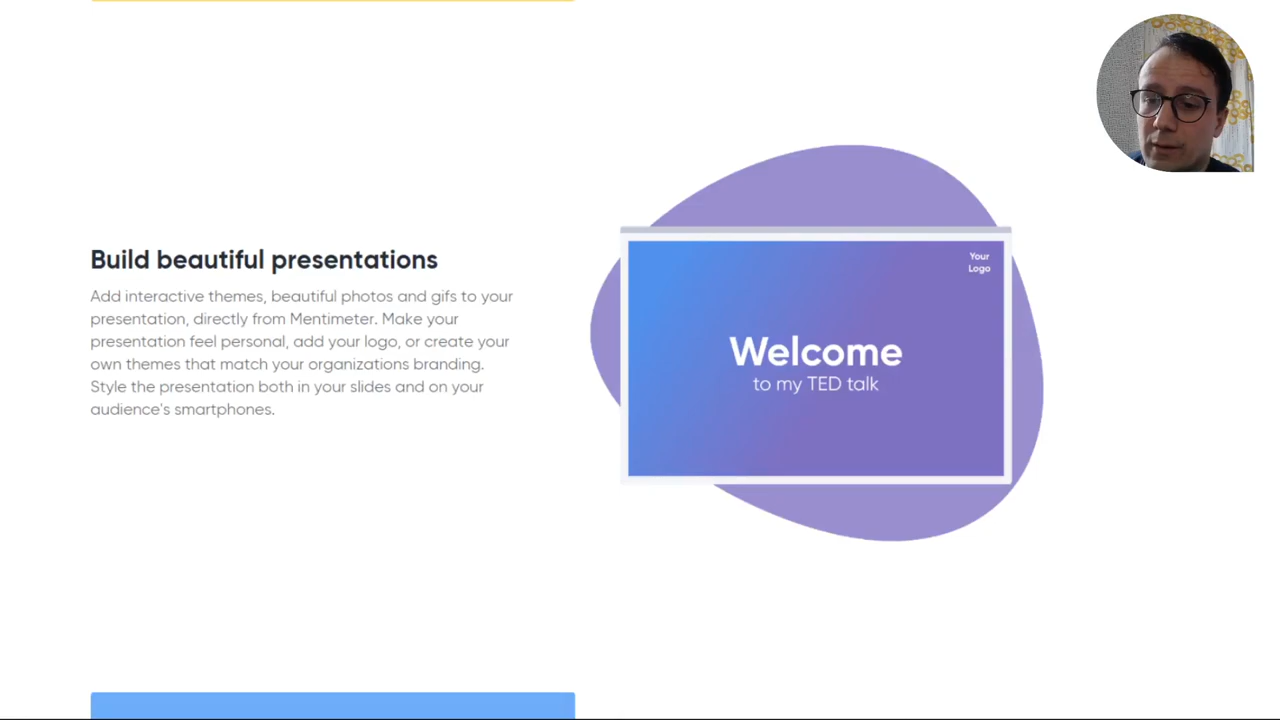 Build beautiful presentations
Add interactive themes, beautiful photos and gifs to your
presentation, directly from Mentimeter. Make your
presentation feel personal, add your logo, or create your
own themes that match your organizations branding.
Style the presentation both in your slides and on your
audience's smartphones.
Your
Logo
Welcome
to my TED talk